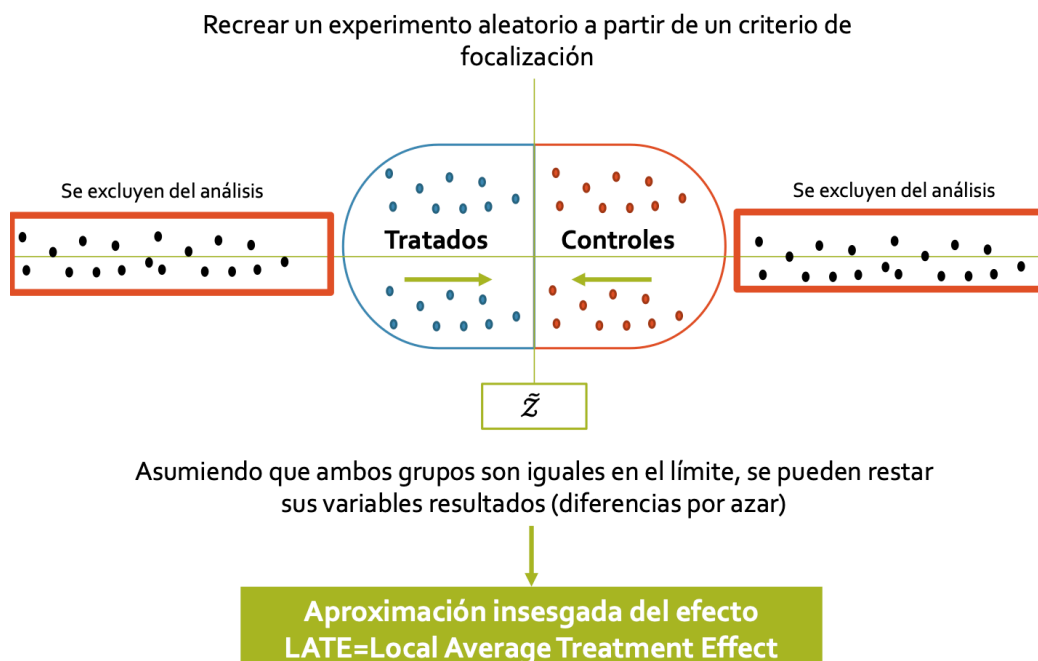 Recrear un experimento aleatorio a partir de un criterio de
focalización
Se excluyen del análisis
Se excluyen del análisis
Tratados
Controles
z̃
Asumiendo que ambos grupos son iguales en el límite, se pueden restar
sus variables resultados (diferencias por azar)
Aproximación insesgada del efecto
LATE=Local Average Treatment Effect